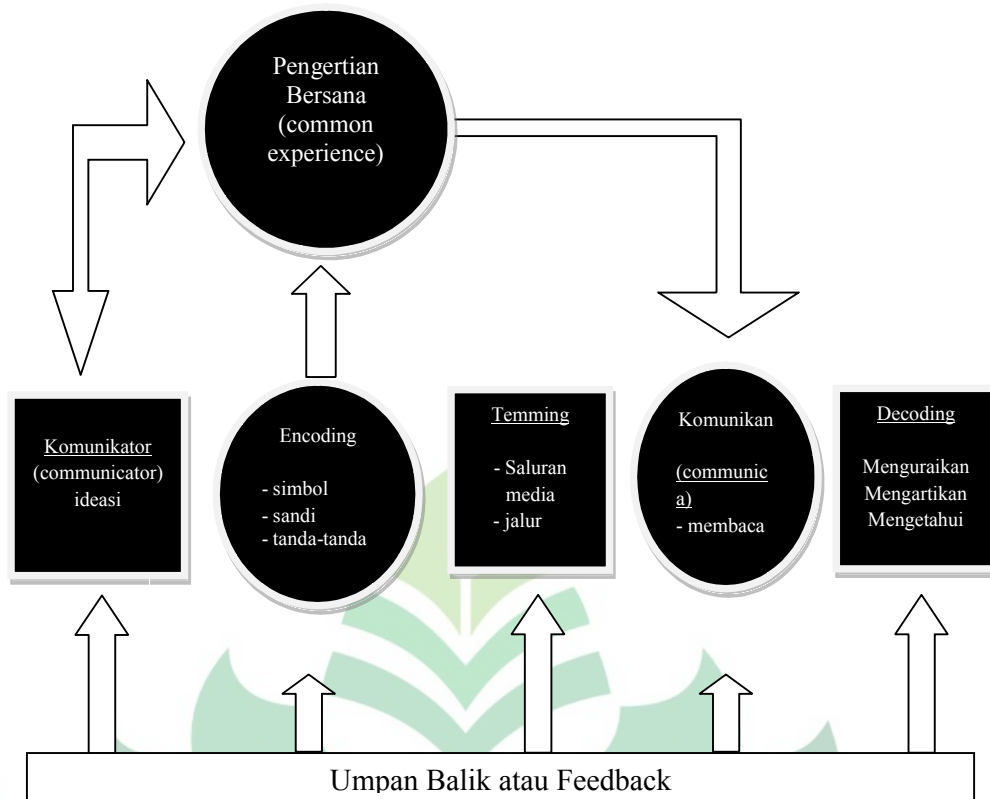 Pengertian
Bersana
(common
experience)
Komunikator
(communicator)
ideasi
Encoding
- simbol
- sandi
- tanda-tanda
Temming
- Saluran
media
- jalur
Komunikan
(communic
a)
- membaca
Decoding
Menguraikan
Mengartikan
Mengetahui
Umpan Balik atau Feedback